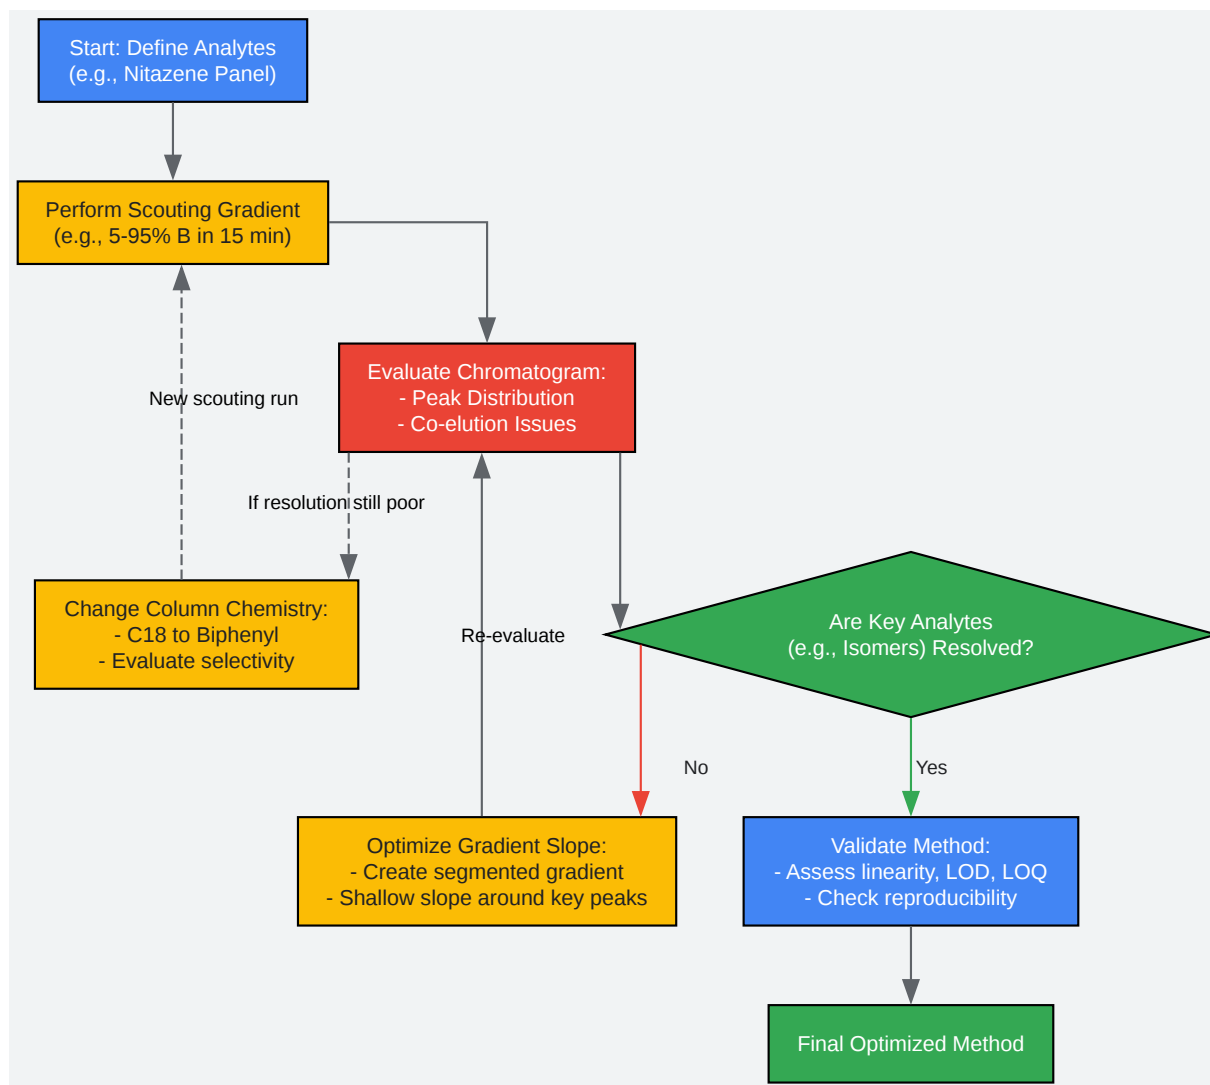 Start: Define Analytes
(e.g., Nitazene Panel)
Perform Scouting Gradient
(e.g., 5-95% B in 15 min)
Evaluate Chromatogram:
- Peak Distribution
- Co-elution Issues
New scouting run
If resolution still poor
Change Column Chemistry:
- C18 to Biphenyl
- Evaluate selectivity
Re-evaluate
Are Key Analytes
(e.g., Isomers) Resolved?
No
Yes
Optimize Gradient Slope:
- Create segmented gradient
- Shallow slope around key peaks
Validate Method:
- Assess linearity, LOD, LOQ
- Check reproducibility
Final Optimized Method